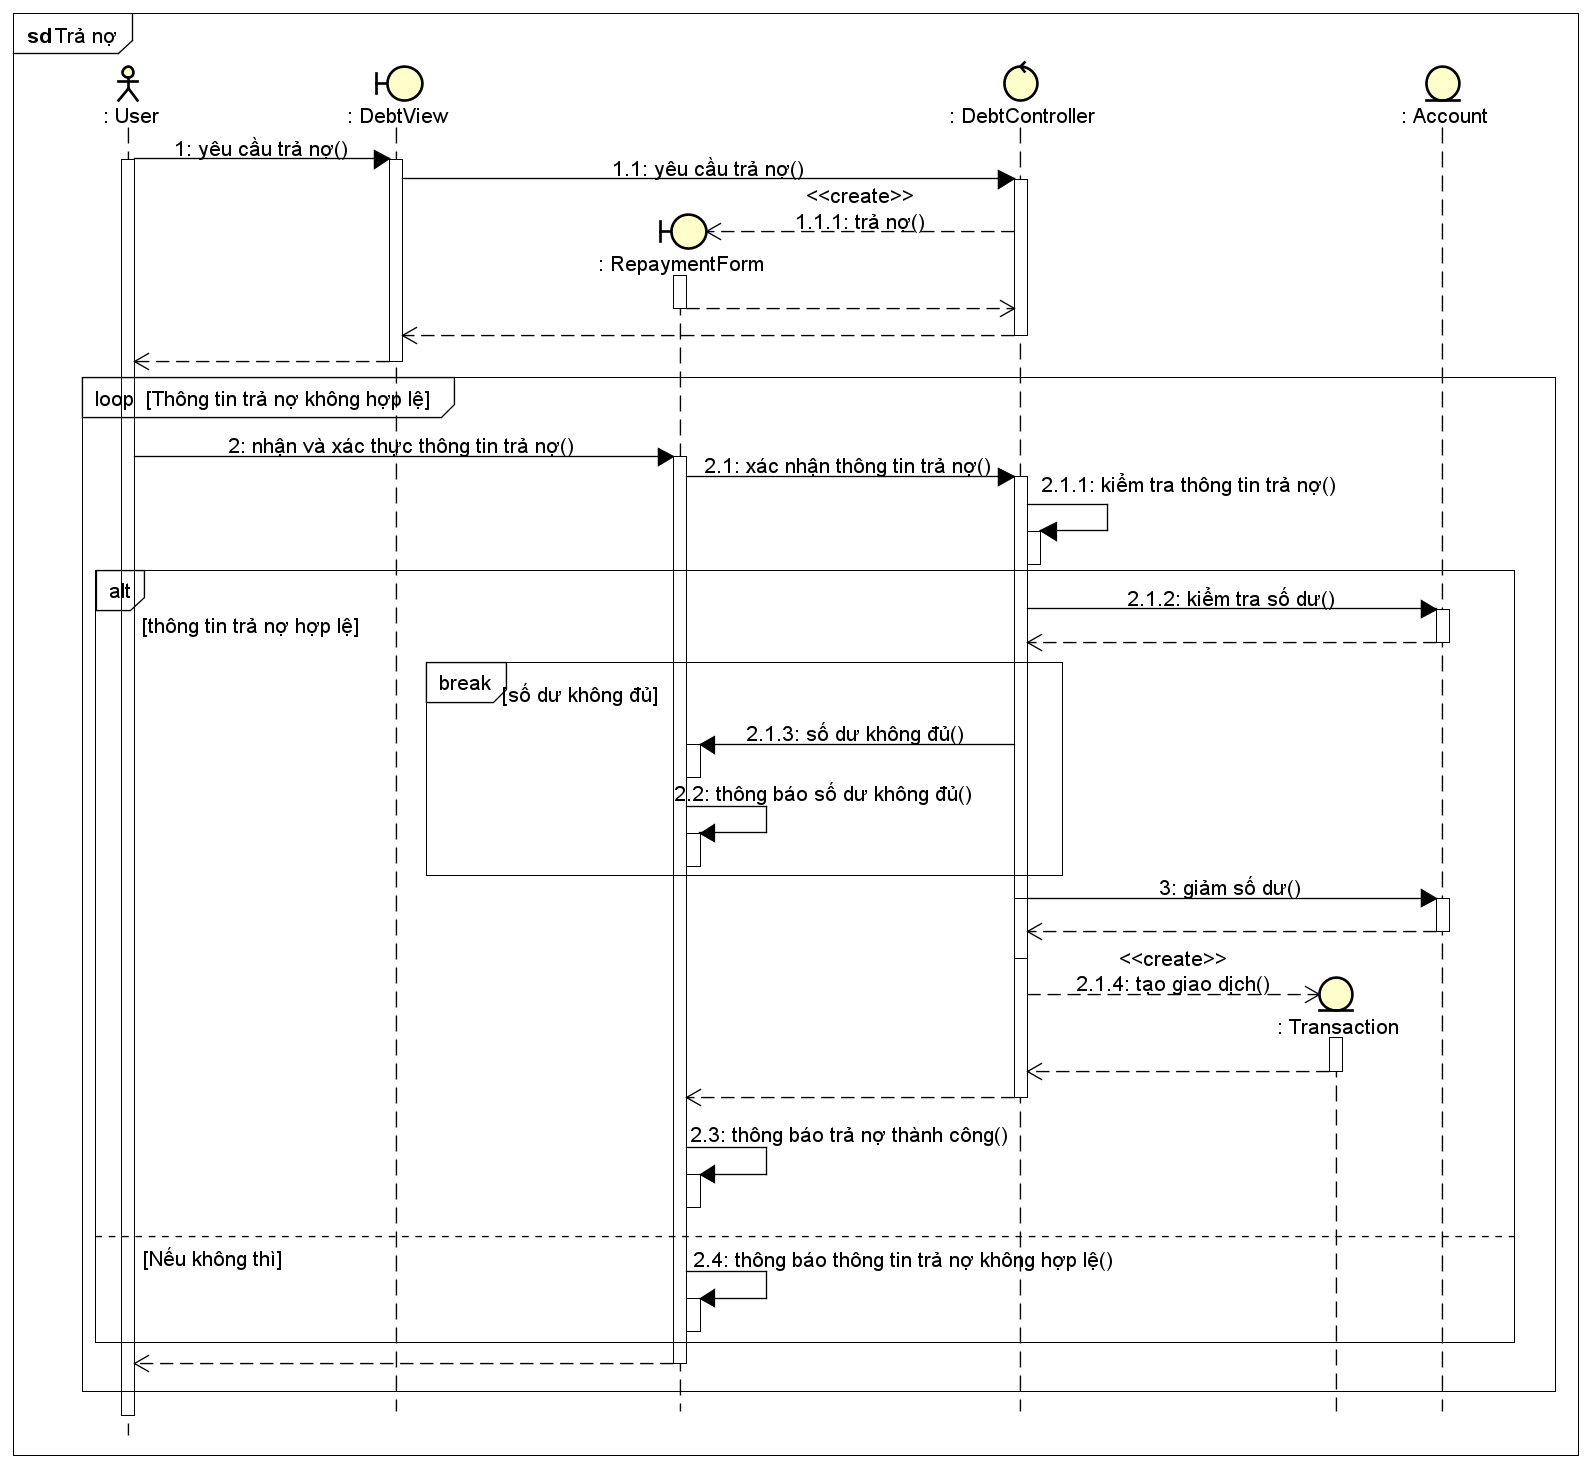 sd Trả nợ
: User
: DebtView
: DebtController
: Account
1: yêu cầu trả nợ()
1.1: yêu cầu trả nợ()
<<create>>
1.1.1: trả nợ()
: RepaymentForm
loop [Thông tin trả nợ không hợp lệ]
2: nhận và xác thực thông tin trả nợ()
2.1: xác nhận thông tin trả nợ()
2.1.1: kiểm tra thông tin trả nợ()
alt
[thông tin trả nợ hợp lệ]
2.1.2: kiểm tra số dư()
break
[số dư không đủ]
2.1.3: số dư không đủ()
2.2: thông báo số dư không đủ()
3: giảm số dư()
<<create>>
2.1.4: tạo giao dịch()
: Transaction
2.3: thông báo trả nợ thành công()
[Nếu không thì]
2.4: thông báo thông tin trả nợ không hợp lệ()